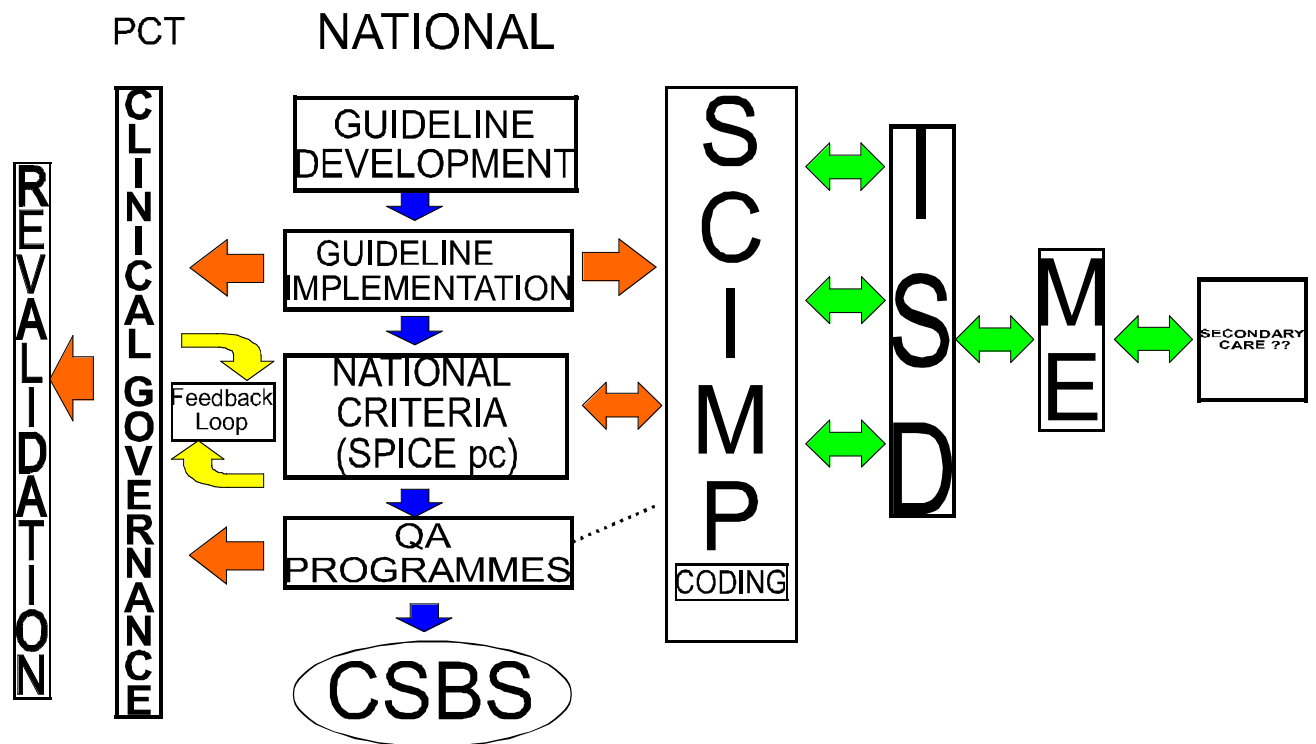 PCT
NATIONAL
REVALIDATION
CLINICAL GOVERNANCE
GUIDELINE
DEVELOPMENT
GUIDELINE
IMPLEMENTATION
Feedback
Loop
NATIONAL
CRITERIA
(SPICE pc)
QA
PROGRAMMES
CSBS
SCIMP
CODING
ISD
ME
SECONDARY
CARE ??